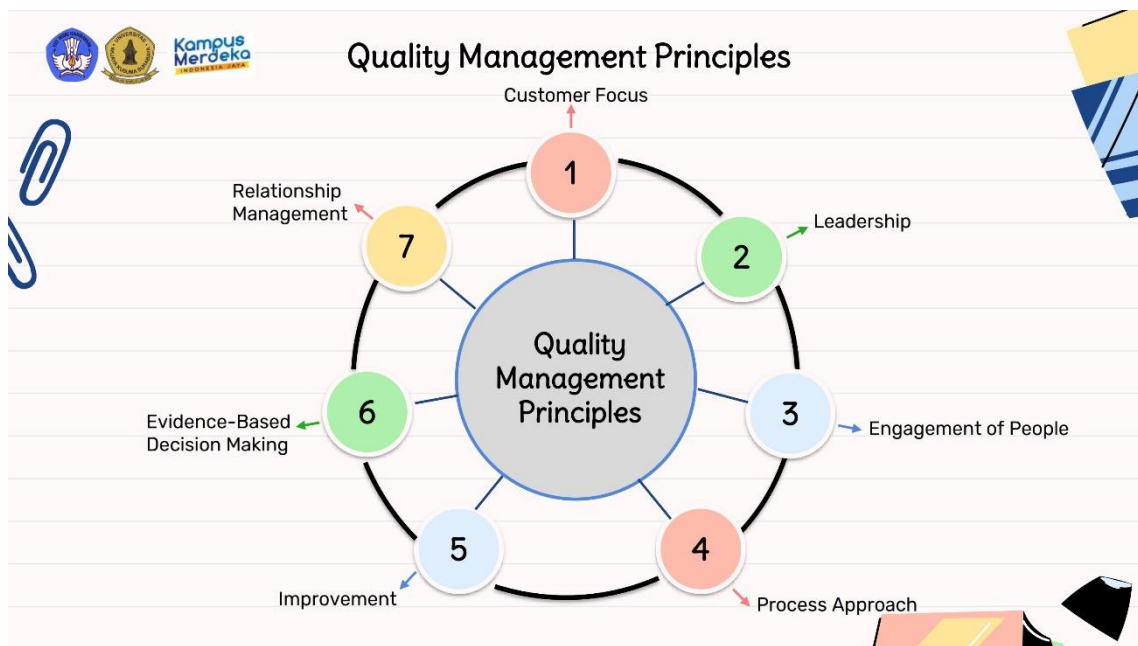 Kampus
Merdeka
INDONESIA JAYA
Quality Management Principles
Customer Focus
1
Relationship
Management
7
2
Leadership
Quality
Management
Principles
Evidence-Based
Decision Making
6
3
Engagement of People
5
4
Improvement
Process Approach